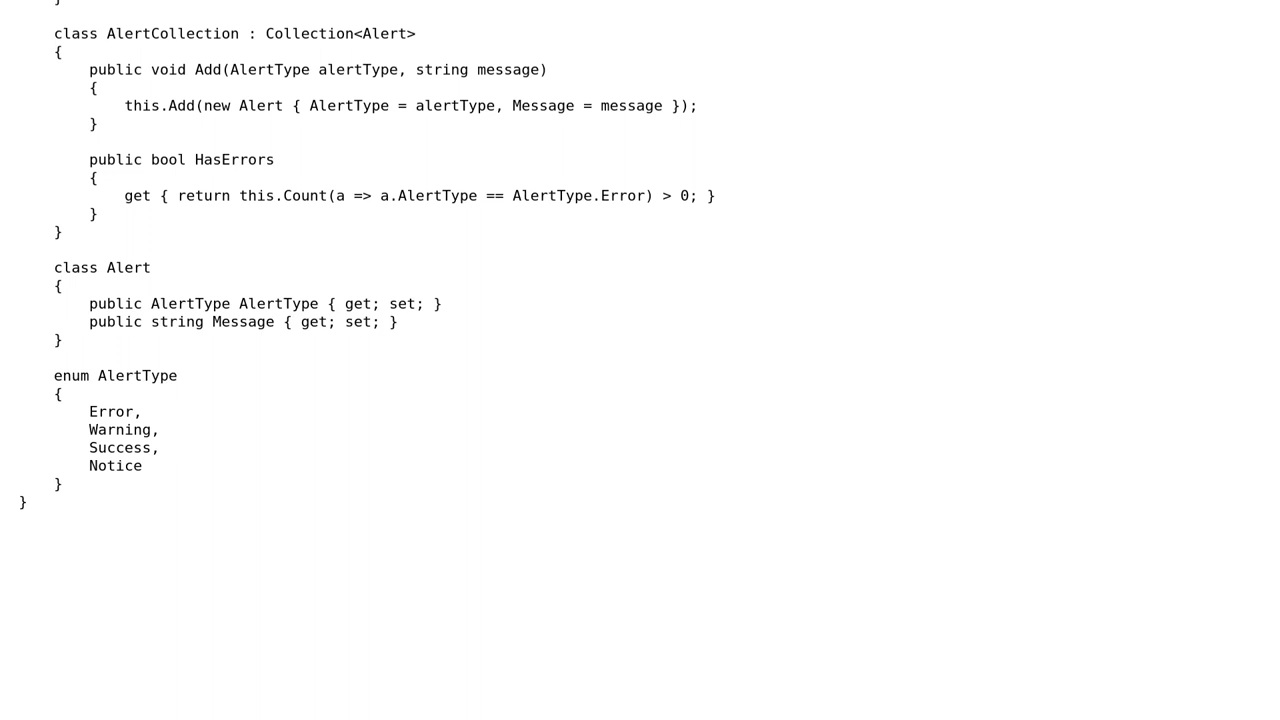 }
class AlertCollection : Collection<Alert>
{
public void Add(AlertType alertType, string message)
{
this.Add(new Alert { AlertType = alertType, Message = message });
}
public bool HasErrors
{
get { return this.Count(a => a.AlertType == AlertType.Error) > 0; }
}
}
class Alert
{
public AlertType AlertType { get; set; }
public string Message { get; set; }
}
enum AlertType
{
Error,
Warning,
Success,
Notice
}
}